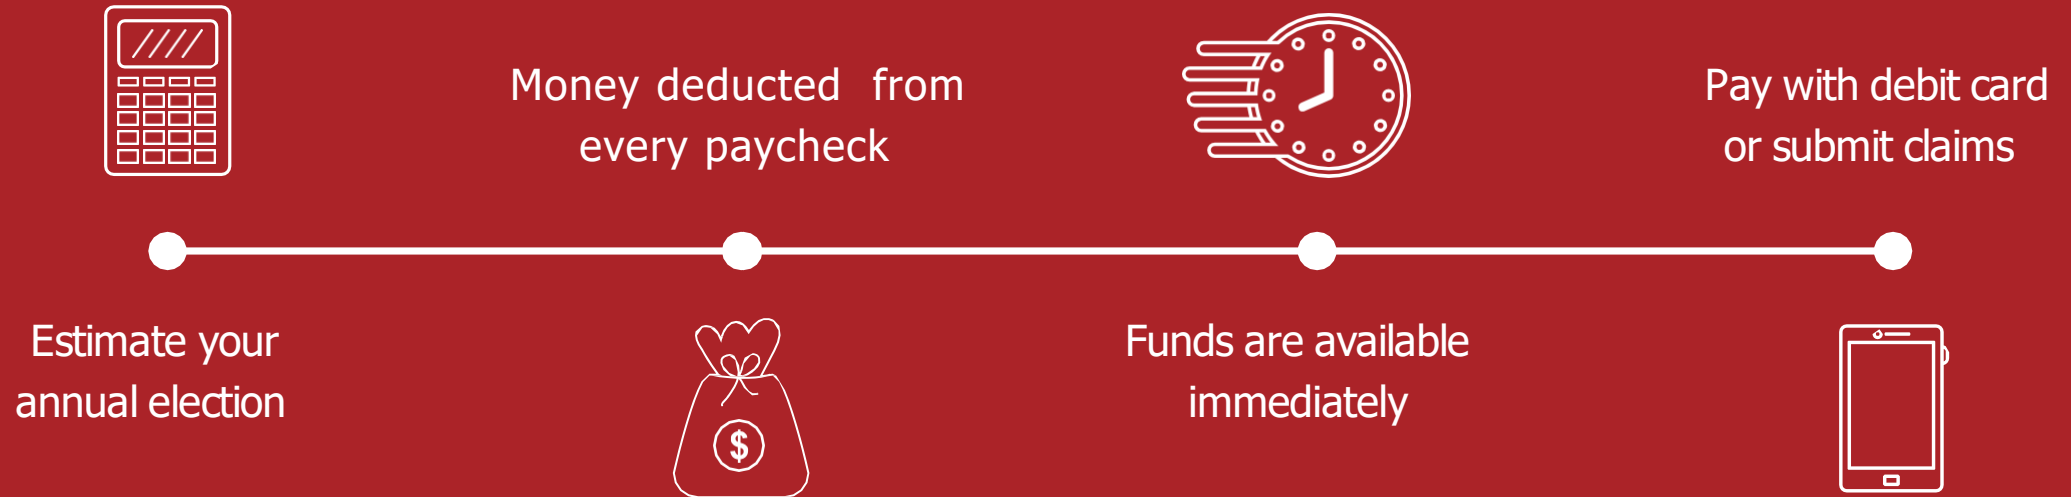 Estimate your
annual election
Money deducted from
every paycheck
$
Funds are available
immediately
Pay with debit card
or submit claims